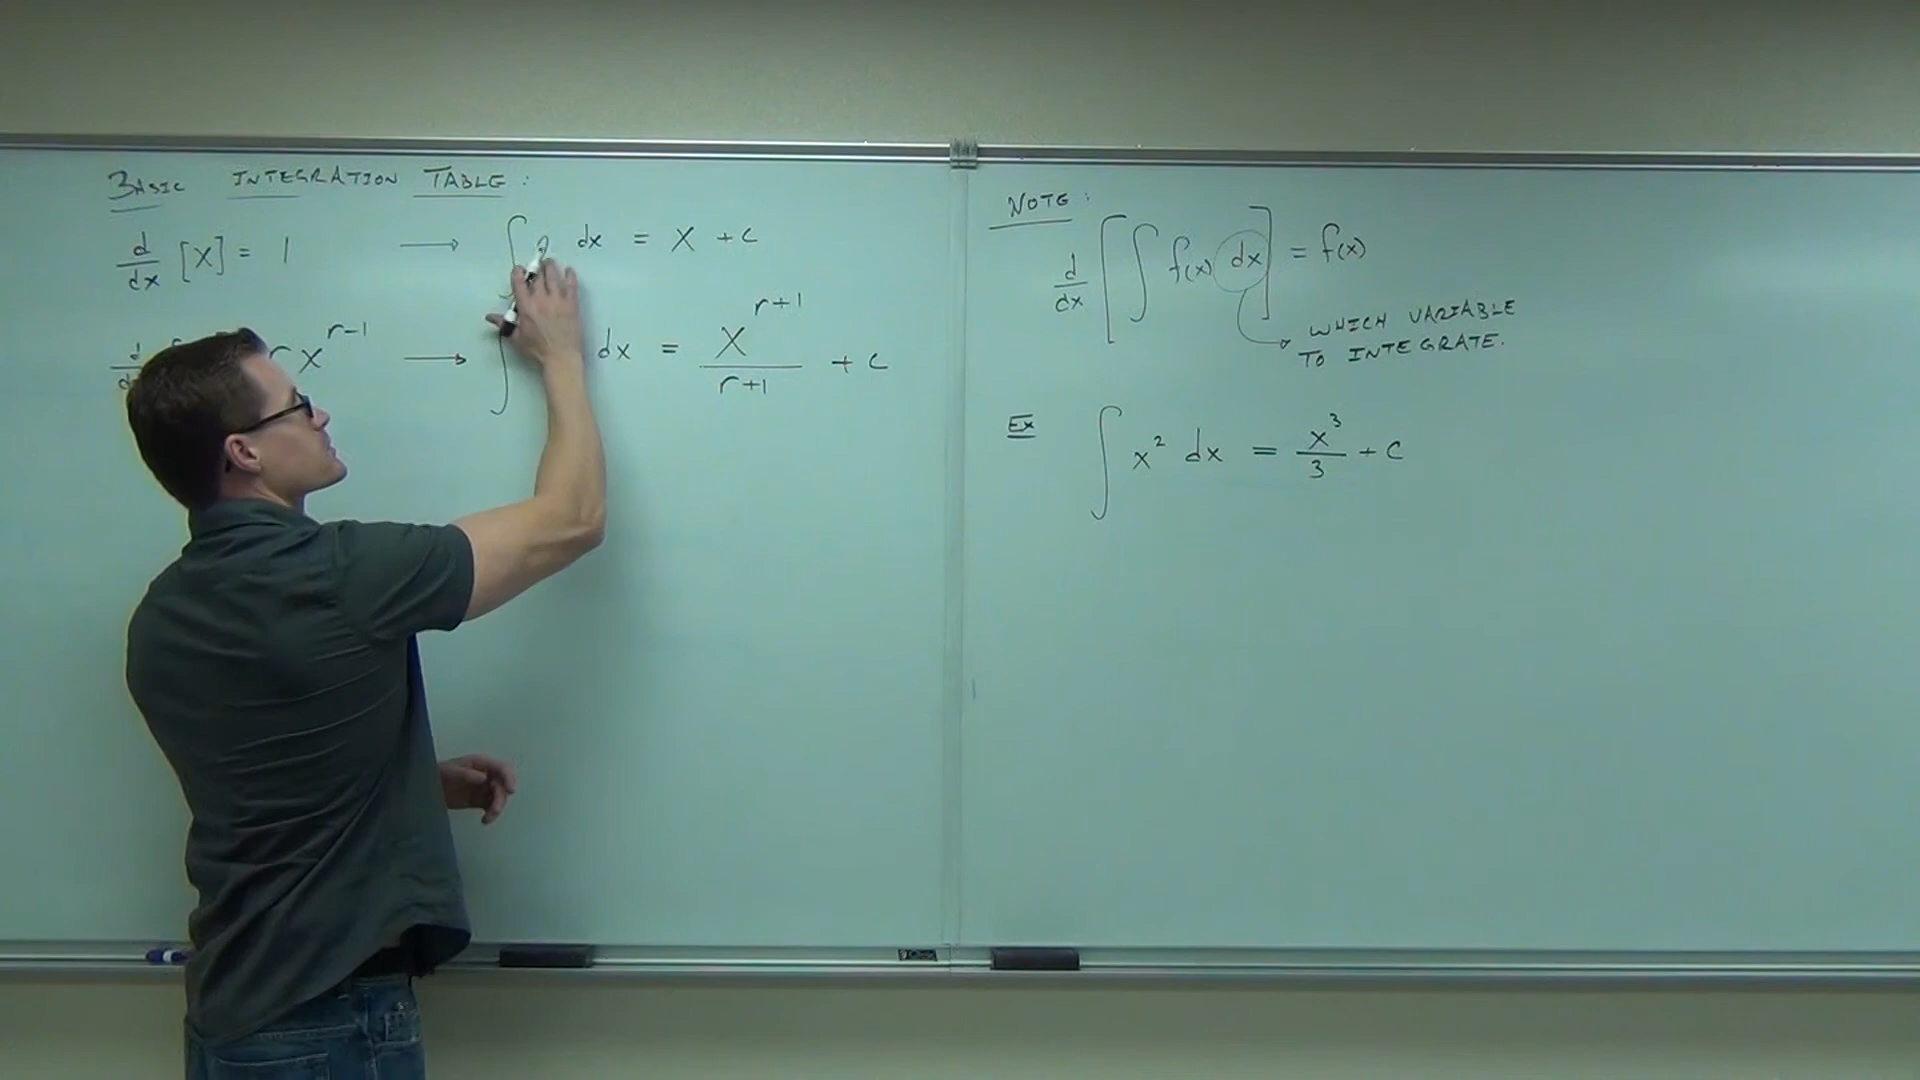 BASIC INTEGRATION TABLE:
d/dx [x] = 1 → ∫ dx = x + c
d/dx r x^(r-1) → ∫ dx = x^(r+1)/(r+1) + c
NOTE:
d/dx [∫ f(x) dx] = f(x)
WHICH VARIABLE
TO INTEGRATE.
Ex ∫ x² dx = x³/3 + c